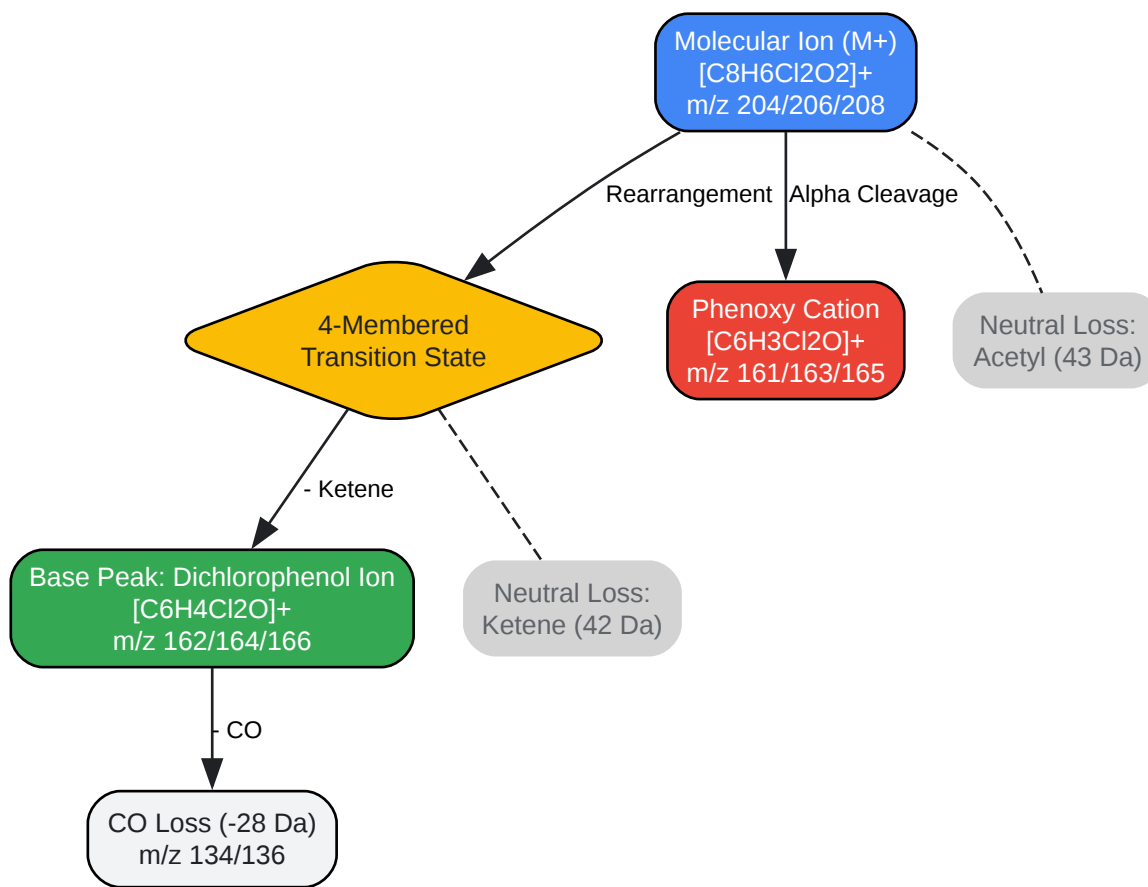 Molecular Ion (M+)
[C8H6Cl2O2]+
m/z 204/206/208
Rearrangement
Alpha Cleavage
4-Membered
Transition State
Phenoxy Cation
[C6H3Cl2O]+
m/z 161/163/165
Neutral Loss:
Acetyl (43 Da)
- Ketene
Base Peak: Dichlorophenol Ion
[C6H4Cl2O]+
m/z 162/164/166
Neutral Loss:
Ketene (42 Da)
- CO
CO Loss (-28 Da)
m/z 134/136